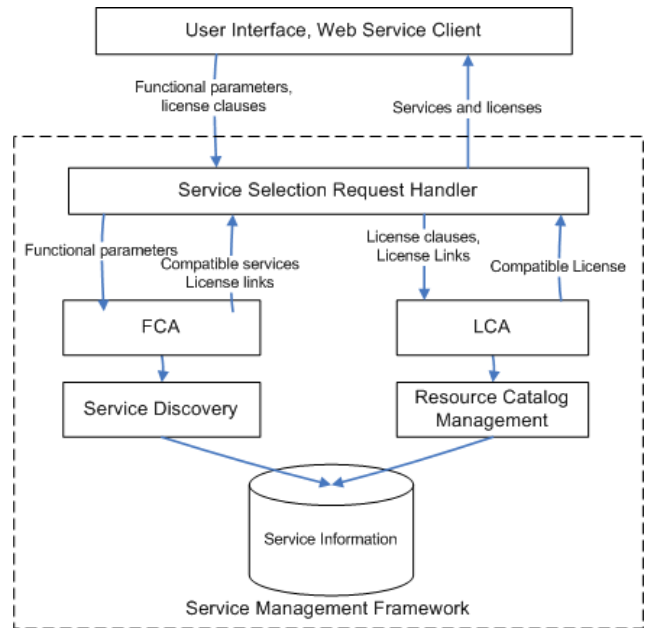 User Interface, Web Service Client
Functional parameters,
license clauses
Services and licenses
Service Selection Request Handler
Functional parameters
Compatible services
License links
License clauses,
License Links
Compatible License
FCA
LCA
Service Discovery
Resource Catalog
Management
Service Information
Service Management Framework